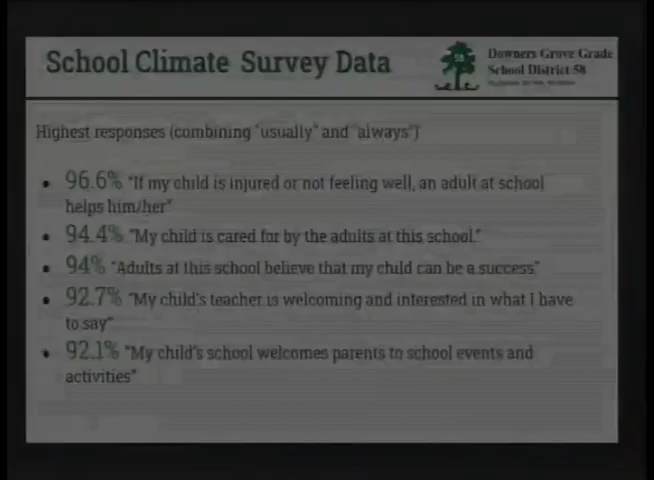 School Climate Survey Data
Downers Grove Grade
School District 58
Highest responses (combining "usually" and "always")
• 96.6% "If my child is injured or not feeling well, an adult at school
helps him/her"
• 94.4% "My child is cared for by the adults at this school."
• 94% "Adults at this school believe that my child can be a success"
• 92.7% "My child's teacher is welcoming and interested in what I have
to say"
• 92.1% "My child's school welcomes parents to school events and
activities"